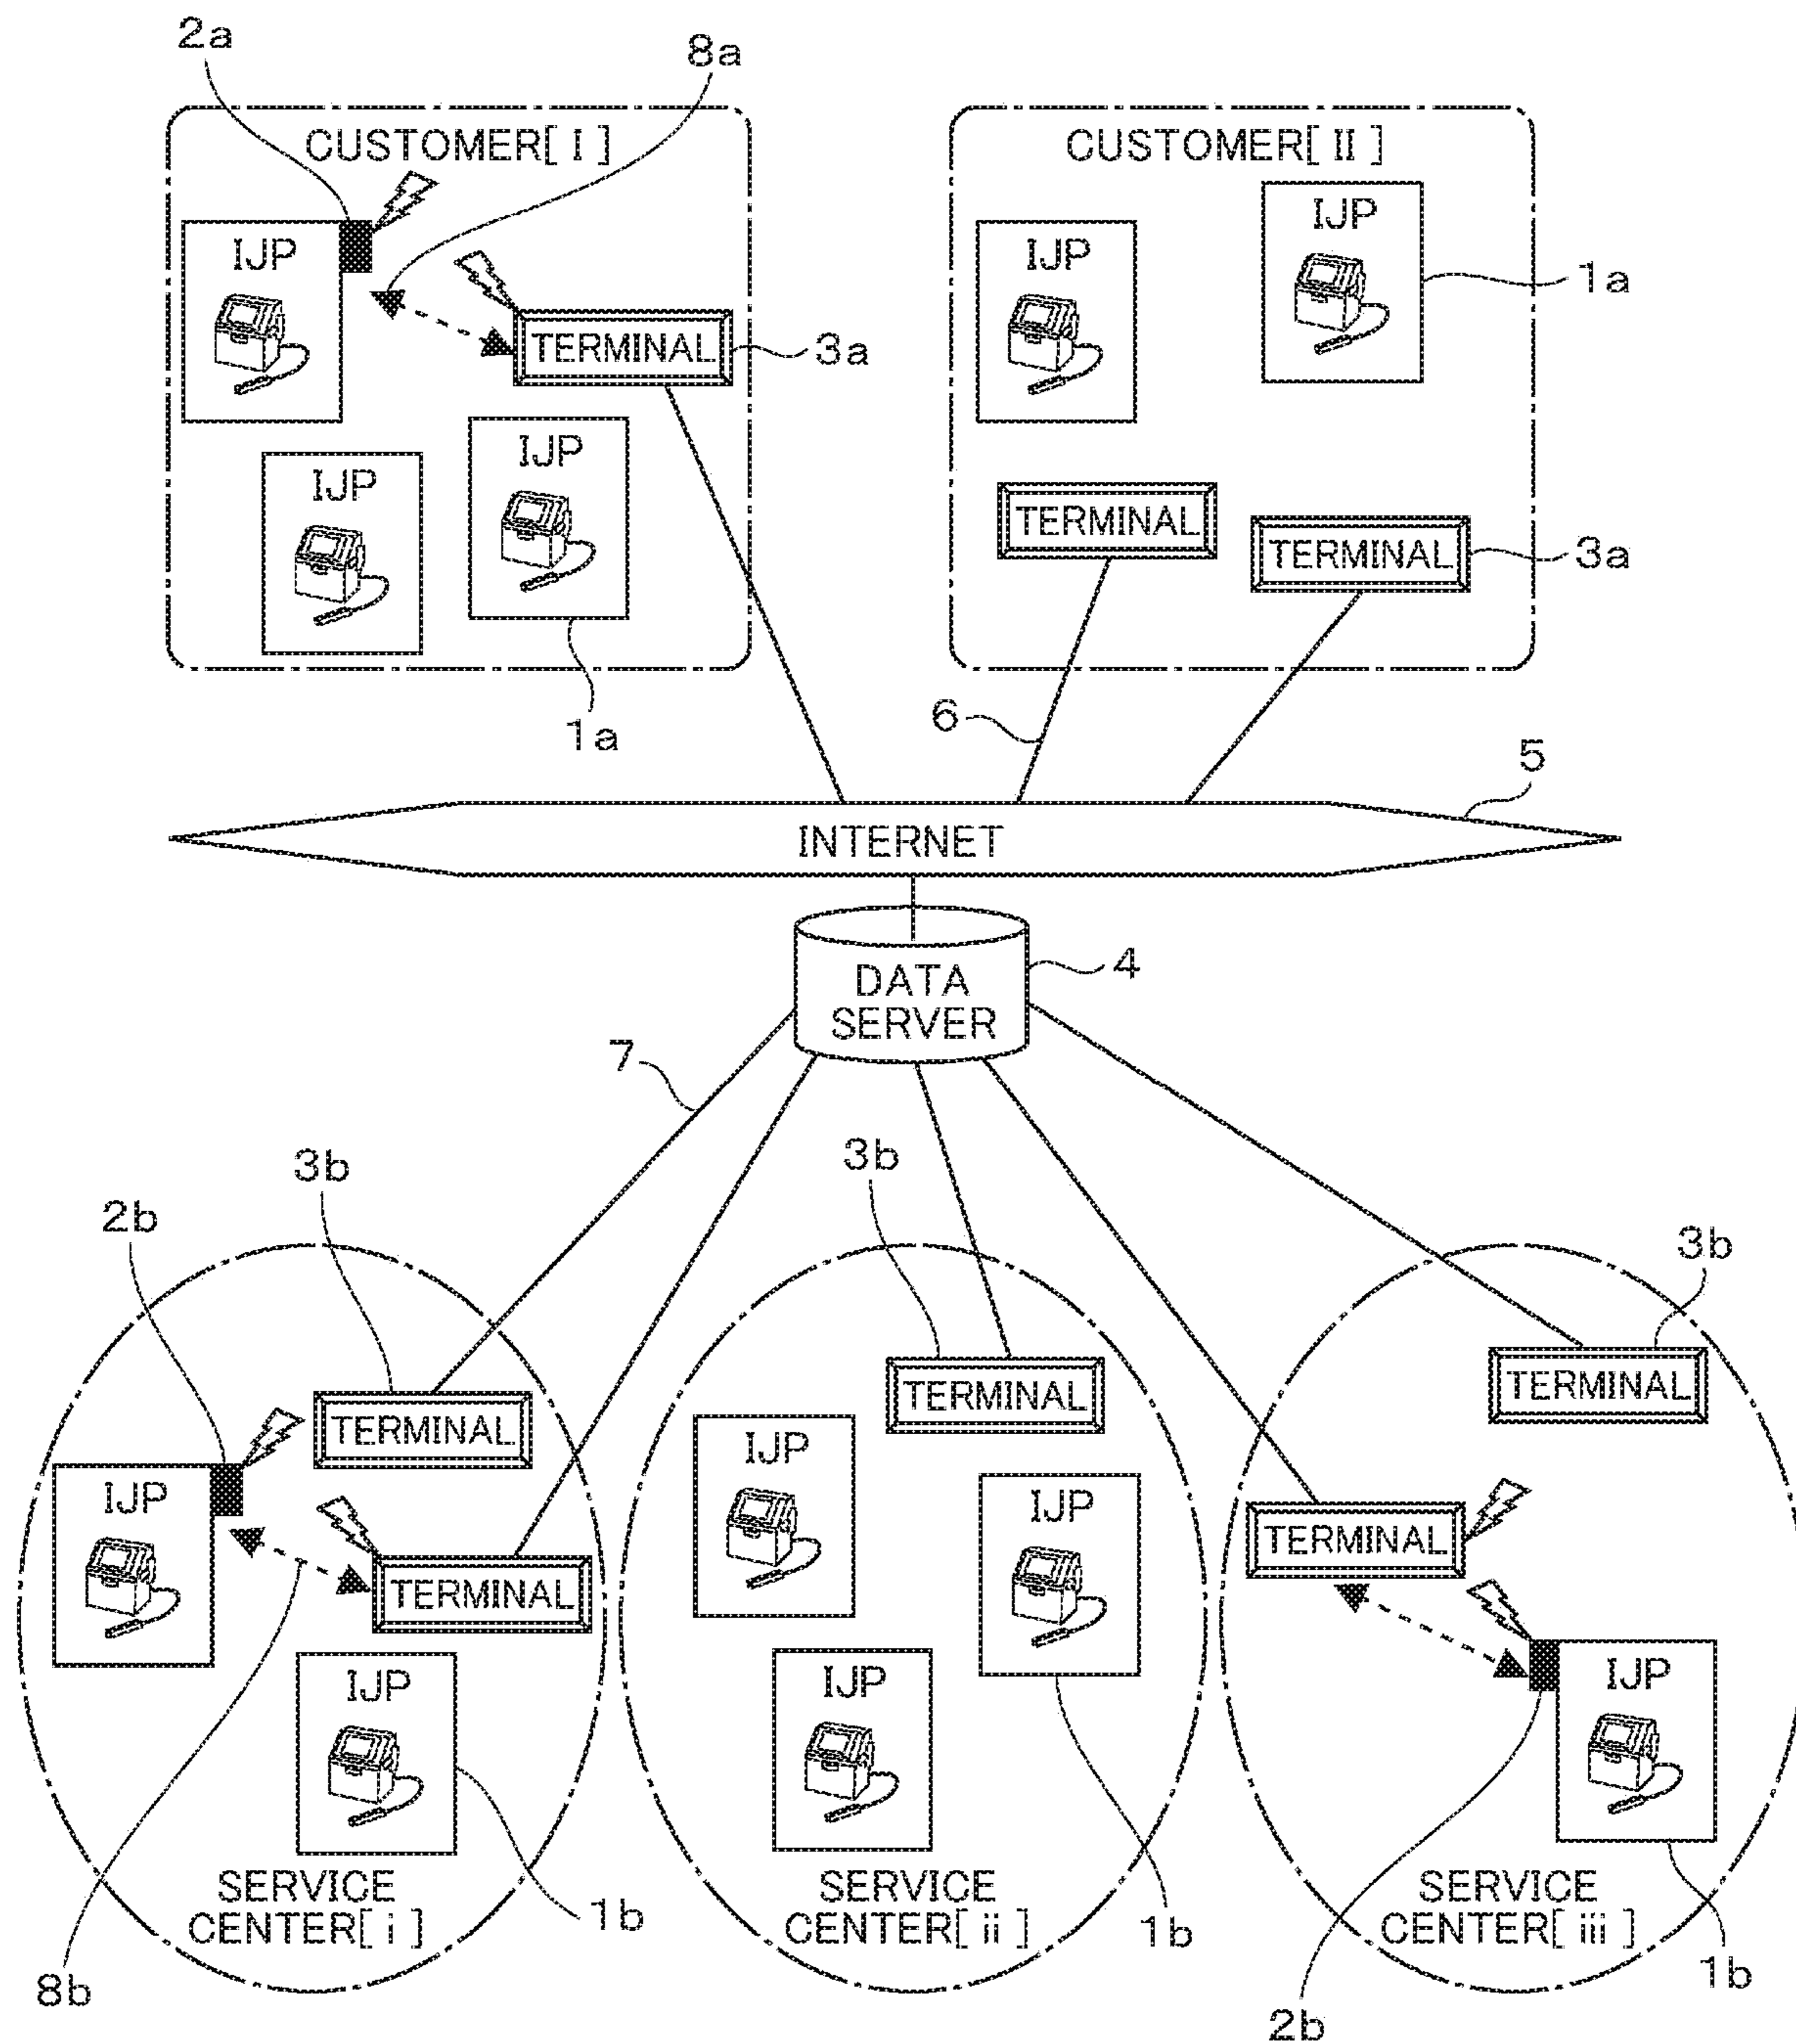 2a
8a
CUSTOMER[ I ]
CUSTOMER[ II ]
IJP
IJP
IJP
1a
TERMINAL
3a
IJP
IJP
TERMINAL
TERMINAL
3a
1a
6
5
INTERNET
4
DATA
SERVER
7
3b
3b
2b
3b
TERMINAL
TERMINAL
TERMINAL
IJP
IJP
IJP
TERMINAL
TERMINAL
IJP
IJP
IJP
SERVICE
CENTER[ i ]
SERVICE
CENTER[ ii ]
SERVICE
CENTER[ iii ]
1b
1b
1b
8b
2b